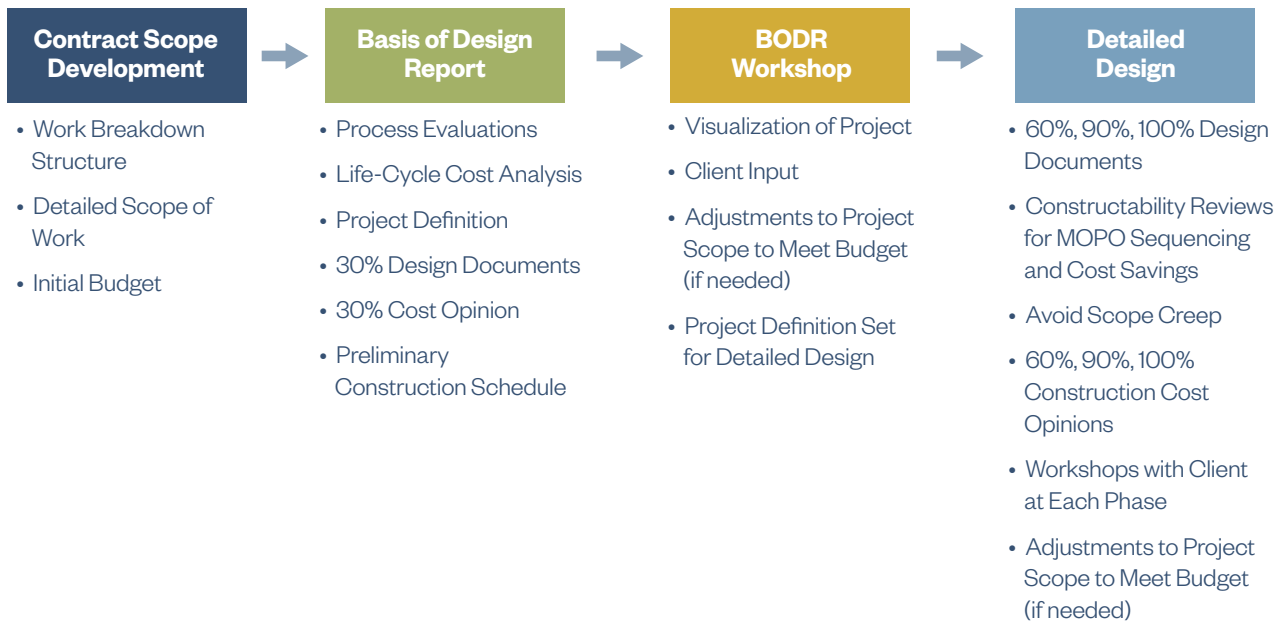 Contract Scope
Development
• Work Breakdown
Structure
• Detailed Scope of
Work
• Initial Budget
Basis of Design
Report
• Process Evaluations
• Life-Cycle Cost Analysis
• Project Definition
• 30% Design Documents
• 30% Cost Opinion
• Preliminary
Construction Schedule
BODR
Workshop
• Visualization of Project
• Client Input
• Adjustments to Project
Scope to Meet Budget
(if needed)
• Project Definition Set
for Detailed Design
Detailed
Design
• 60%, 90%, 100% Design
Documents
• Constructability Reviews
for MOPO Sequencing
and Cost Savings
• Avoid Scope Creep
• 60%, 90%, 100%
Construction Cost
Opinions
• Workshops with Client
at Each Phase
• Adjustments to Project
Scope to Meet Budget
(if needed)